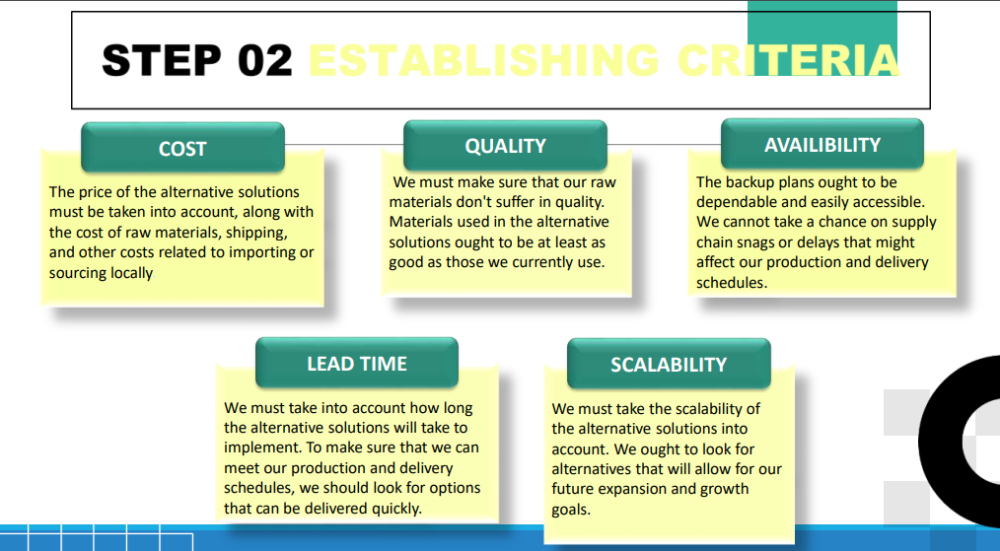 STEP 02 ESTABLISHING CRITERIA
COST
The price of the alternative solutions
must be taken into account, along with
the cost of raw materials, shipping,
and other costs related to importing or
sourcing locally
QUALITY
We must make sure that our raw
materials don't suffer in quality.
Materials used in the alternative
solutions ought to be at least as
good as those we currently use.
AVAILIBILITY
The backup plans ought to be
dependable and easily accessible.
We cannot take a chance on supply
chain snags or delays that might
affect our production and delivery
schedules.
LEAD TIME
We must take into account how long
the alternative solutions will take to
implement. To make sure that we can
meet our production and delivery
schedules, we should look for options
that can be delivered quickly.
SCALABILITY
We must take the scalability of
the alternative solutions into
account. We ought to look for
alternatives that will allow for our
future expansion and growth
goals.